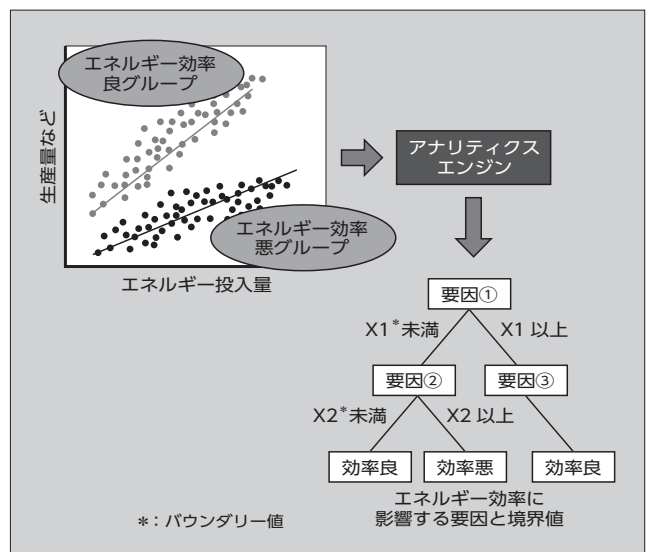 エネルギー効率
良グループ
生産量など
エネルギー効率
悪グループ
エネルギー投入量
アナリティクス
エンジン
要因①
X1*未満
X1 以上
要因②
要因③
X2*未満
X2 以上
効率良
効率悪
効率良
エネルギー効率に
影響する要因と境界値
*：バウンダリー値